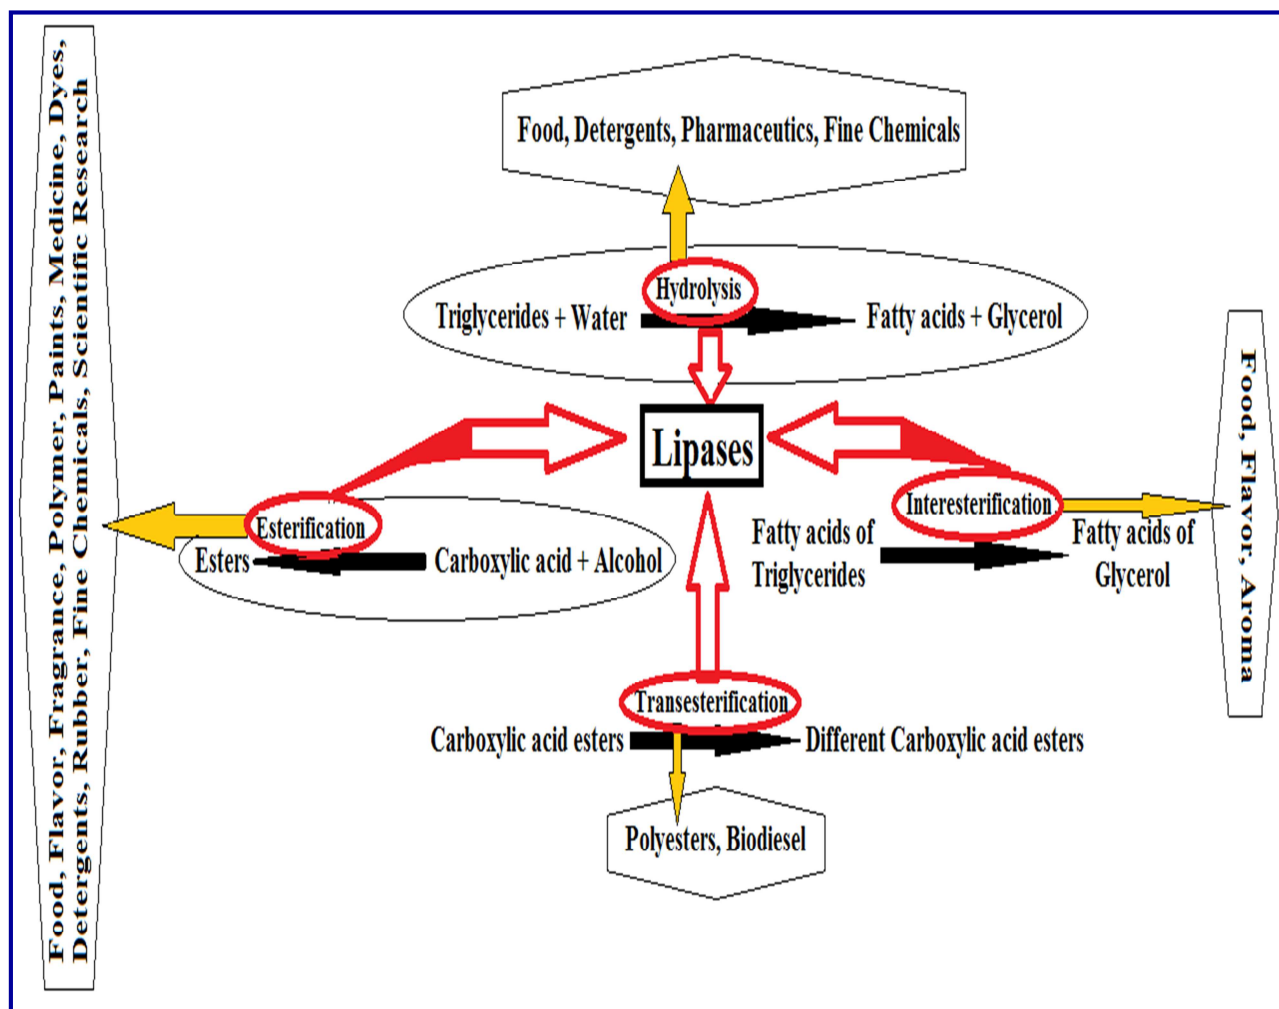 Food, Flavor, Fragrance, Polymer, Paints, Medicine, Dyes,
Detergents, Rubber, Fine Chemicals, Scientific Research
Food, Detergents, Pharmaceutics, Fine Chemicals
Hydrolysis
Triglycerides + Water
Fatty acids + Glycerol
Lipases
Esterification
Esters
Carboxylic acid + Alcohol
Interesterification
Fatty acids of
Triglycerides
Fatty acids of
Glycerol
Food, Flavor, Aroma
Transesterification
Carboxylic acid esters
Different Carboxylic acid esters
Polyesters, Biodiesel